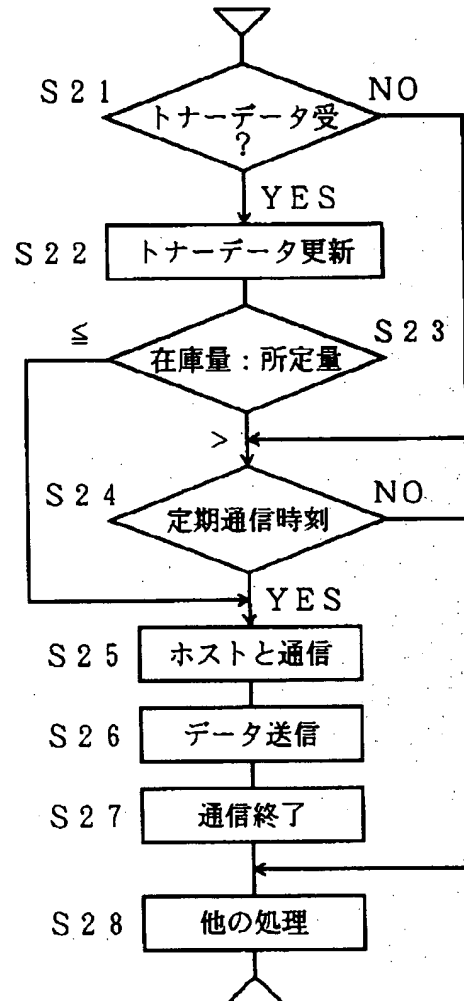 S21
NO
トナーデータ受
?
YES
S22
トナーデータ更新
≦
S23
在庫量：所定量
>
S24
NO
定期通信時刻
YES
S25
ホストと通信
S26
データ送信
S27
通信終了
S28
他の処理